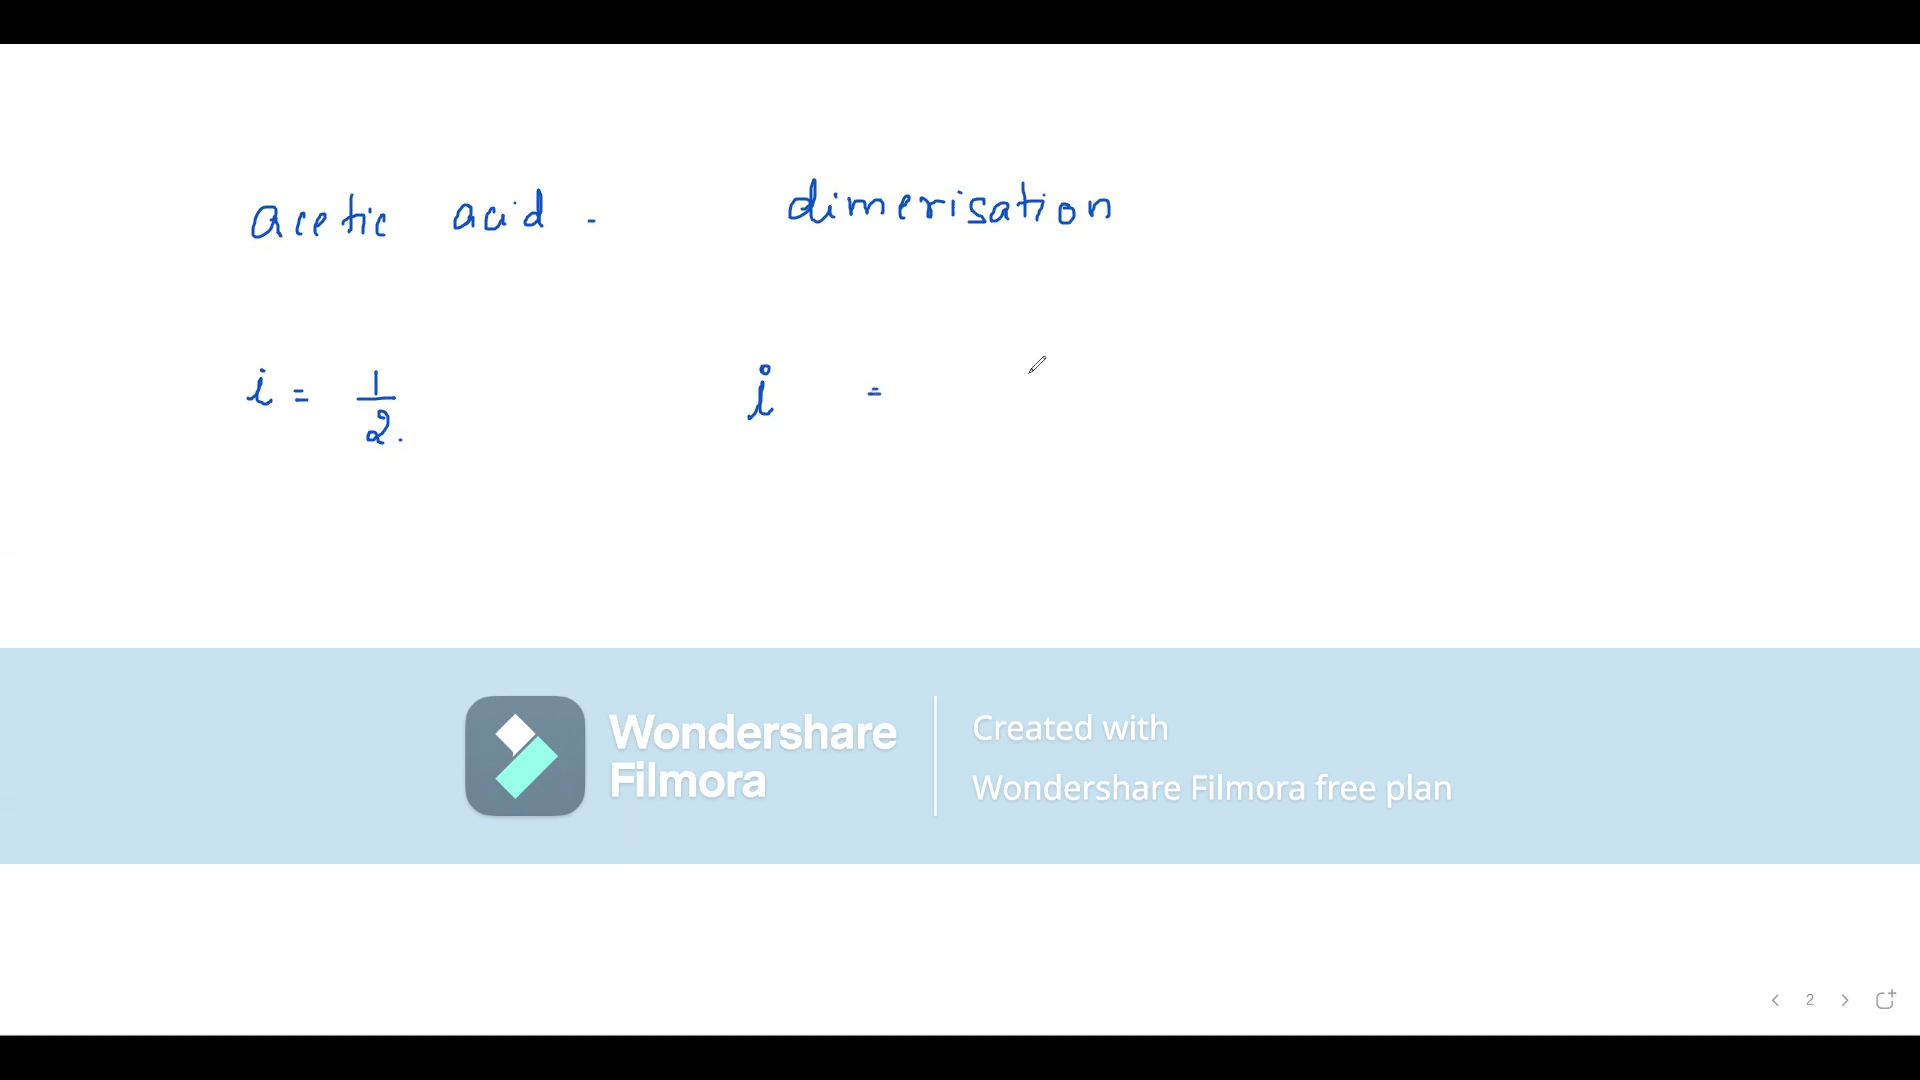 acetic acid - dimerisation
i = 1/2. i =
Wondershare Filmora
Created with
Wondershare Filmora free plan
2